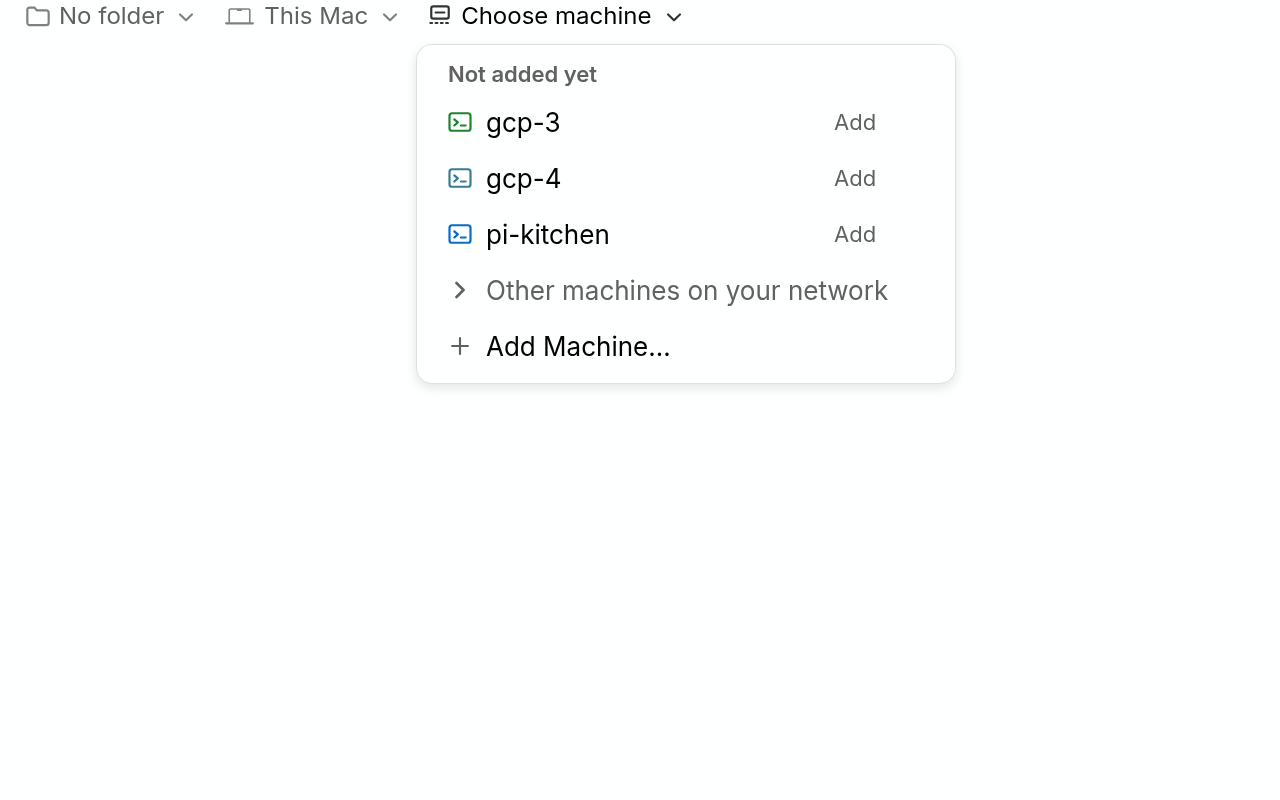 No folder This Mac Choose machine
Not added yet
gcp-3 Add
gcp-4 Add
pi-kitchen Add
Other machines on your network
Add Machine...